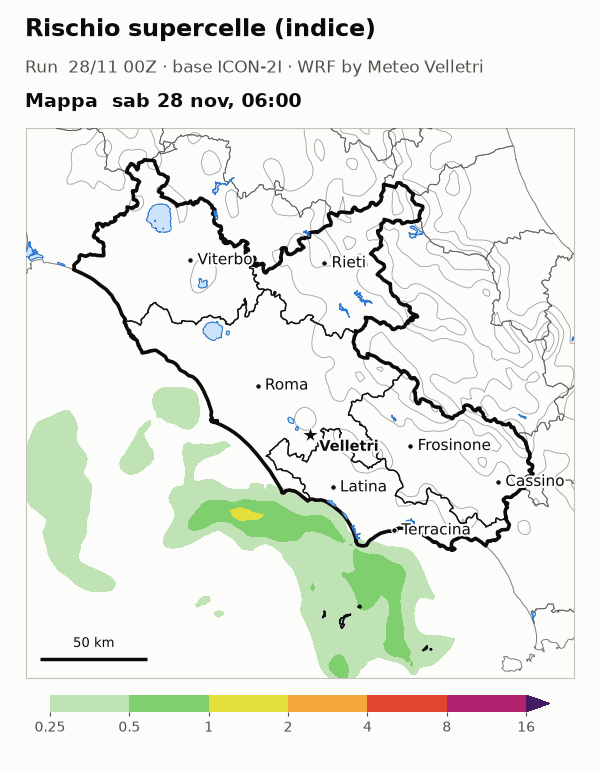 Rischio supercelle (indice)
Run  28/11 00Z · base ICON-2I · WRF by Meteo Velletri
Mappa  sab 28 nov, 06:00
Viterbo
Rieti
Roma
Velletri
Frosinone
Cassino
Latina
Terracina
50 km
0.25 0.5 1 2 4 8 16